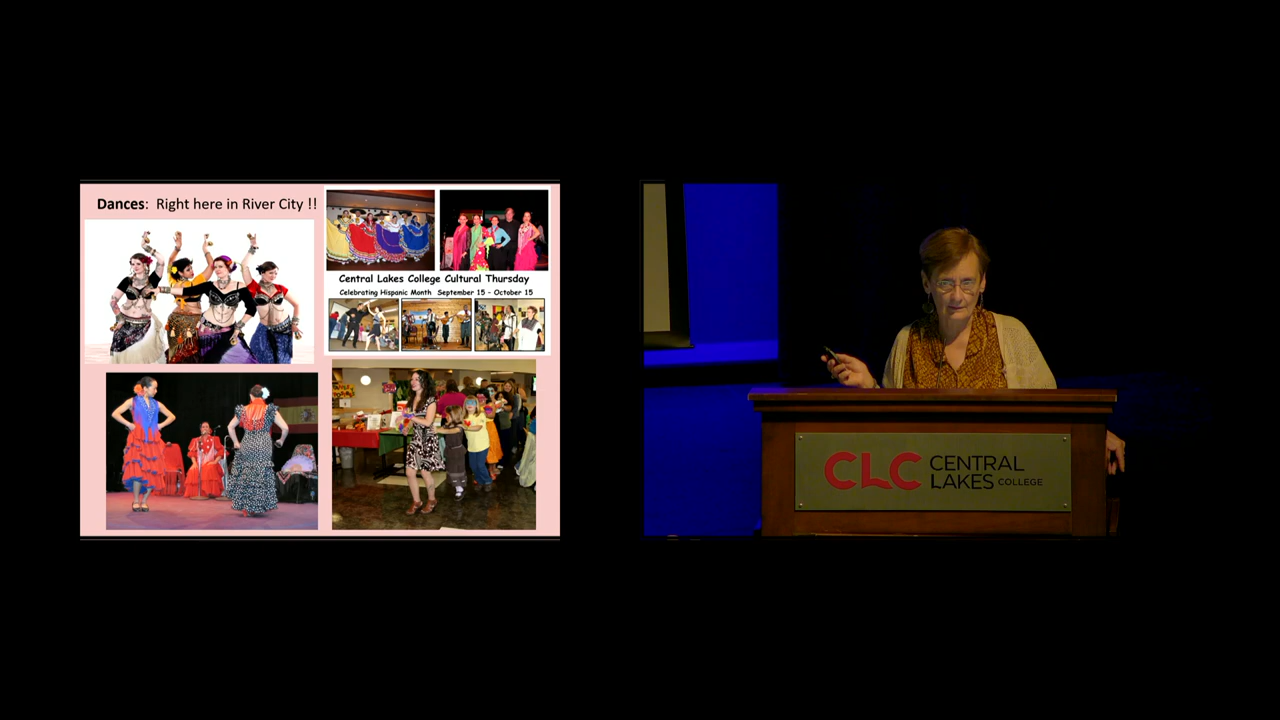 Dances: Right here in River City !!
Central Lakes College Cultural Thursday
Celebrating Hispanic Month September 15 - October 15
CLC CENTRAL
LAKES COLLEGE